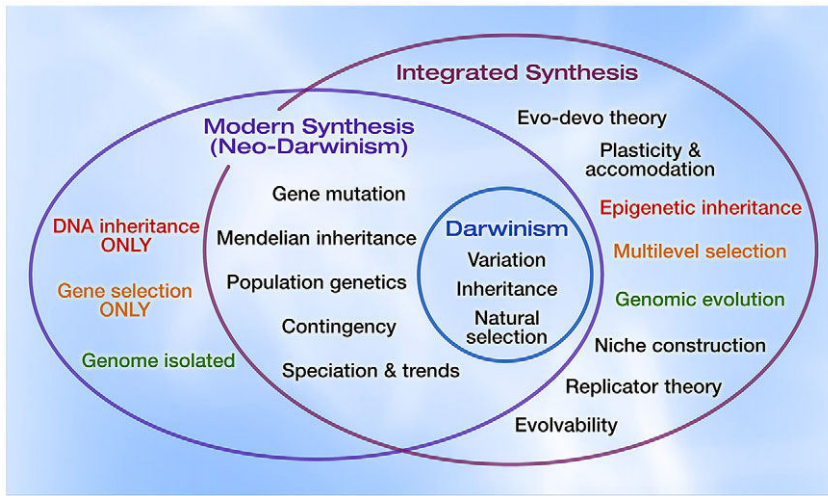 Integrated Synthesis
Modern Synthesis
(Neo-Darwinism)
DNA inheritance
ONLY
Gene selection
ONLY
Genome isolated
Gene mutation
Mendelian inheritance
Population genetics
Contingency
Speciation & trends
Darwinism
Variation
Inheritance
Natural
selection
Evo-devo theory
Plasticity &
accomodation
Epigenetic inheritance
Multilevel selection
Genomic evolution
Niche construction
Replicator theory
Evolvability